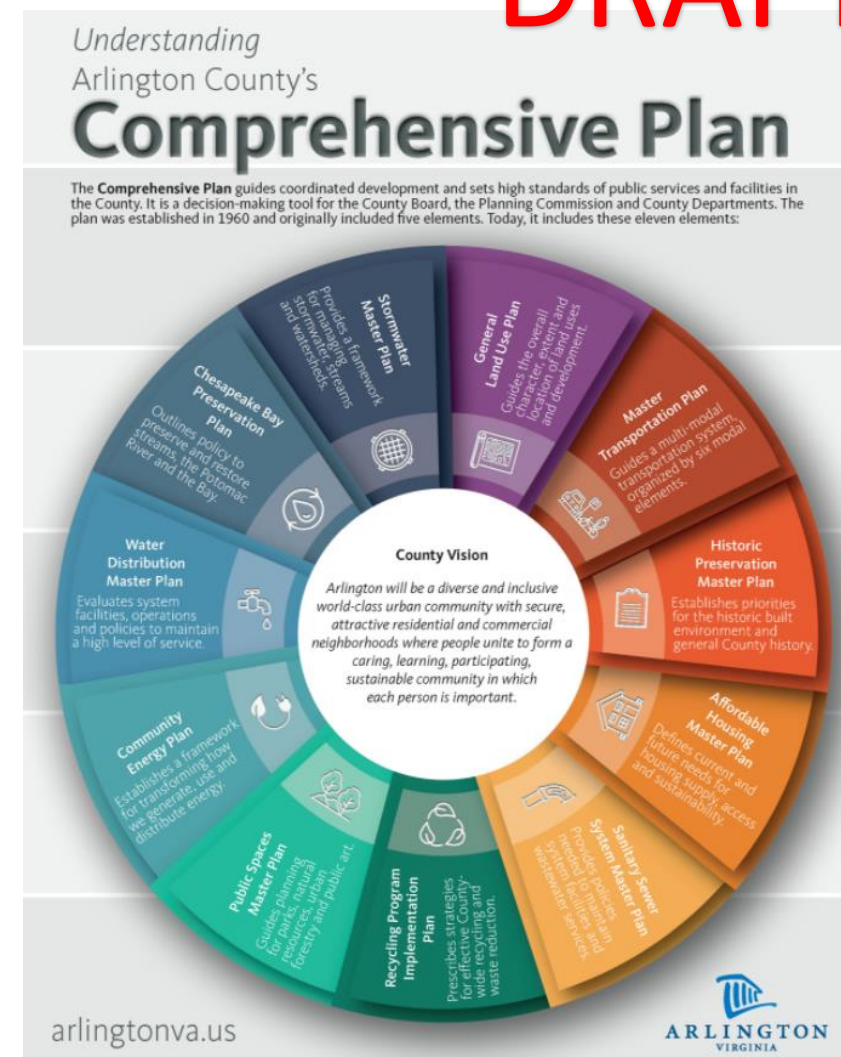 DRAFT
Understanding
Arlington County's
Comprehensive Plan
The Comprehensive Plan guides coordinated development and sets high standards of public services and facilities in
the County. It is a decision-making tool for the County Board, the Planning Commission and County Departments. The
plan was established in 1960 and originally included five elements. Today, it includes these eleven elements:
General
Land Use Plan
Guides the overall
character, extent and
location of land uses
and development.
Master
Transportation Plan
Guides a multi-modal
transportation system,
organized by six modal
elements.
Historic
Preservation
Master Plan
Establishes priorities
for the historic built
environment and
general County history.
Affordable
Housing
Master Plan
Defines current and
future needs for
housing supply, access
and sustainability.
Sanitary Sewer
System Master Plan
Provides policies
needed to maintain
system facilities and
wastewater services.
Recycling Program
Implementation
Plan
Prescribes strategies
for effective County-
wide recycling and
waste reduction.
Public Spaces
Master Plan
Guides planning
for parks, natural
resources, urban
forestry and public art.
Community
Energy Plan
Establishes a framework
for transforming how
we generate, use and
distribute energy.
Water
Distribution
Master Plan
Evaluates system
facilities, operations
and policies to maintain
a high level of service.
Chesapeake Bay
Preservation
Plan
Outlines policy to
preserve and restore
streams, the Potomac
River and the Bay.
Stormwater
Master Plan
Provides a framework
for managing
stormwater, streams
and watersheds.
County Vision
Arlington will be a diverse and inclusive
world-class urban community with secure,
attractive residential and commercial
neighborhoods where people unite to form a
caring, learning, participating,
sustainable community in which
each person is important.
arlingtonva.us
ARLINGTON
VIRGINIA